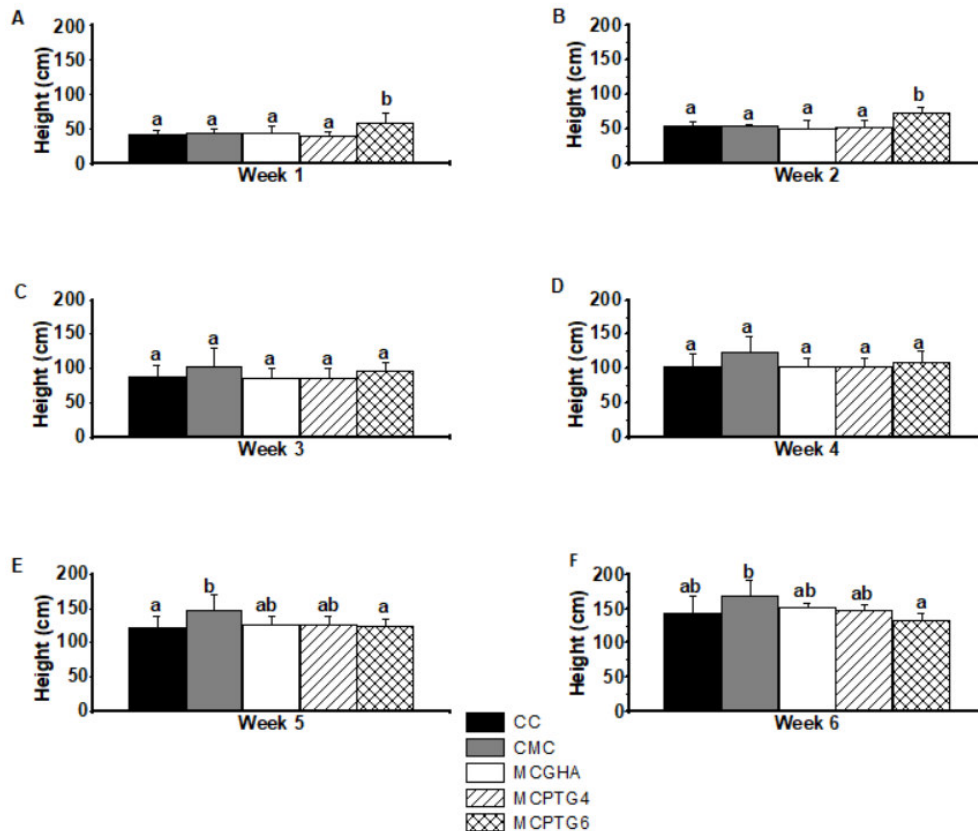 A
B
200
150
100
50
0
Height (cm)
a a a a b
Week 1
200
150
100
50
0
Height (cm)
a a a a b
Week 2
C
D
200
150
100
50
0
Height (cm)
a a a a a
Week 3
200
150
100
50
0
Height (cm)
a a a a a
Week 4
E
F
200
150
100
50
0
Height (cm)
a b ab ab a
Week 5
200
150
100
50
0
Height (cm)
ab b ab ab a
Week 6
CC
CMC
MCGHA
MCPTG4
MCPTG6